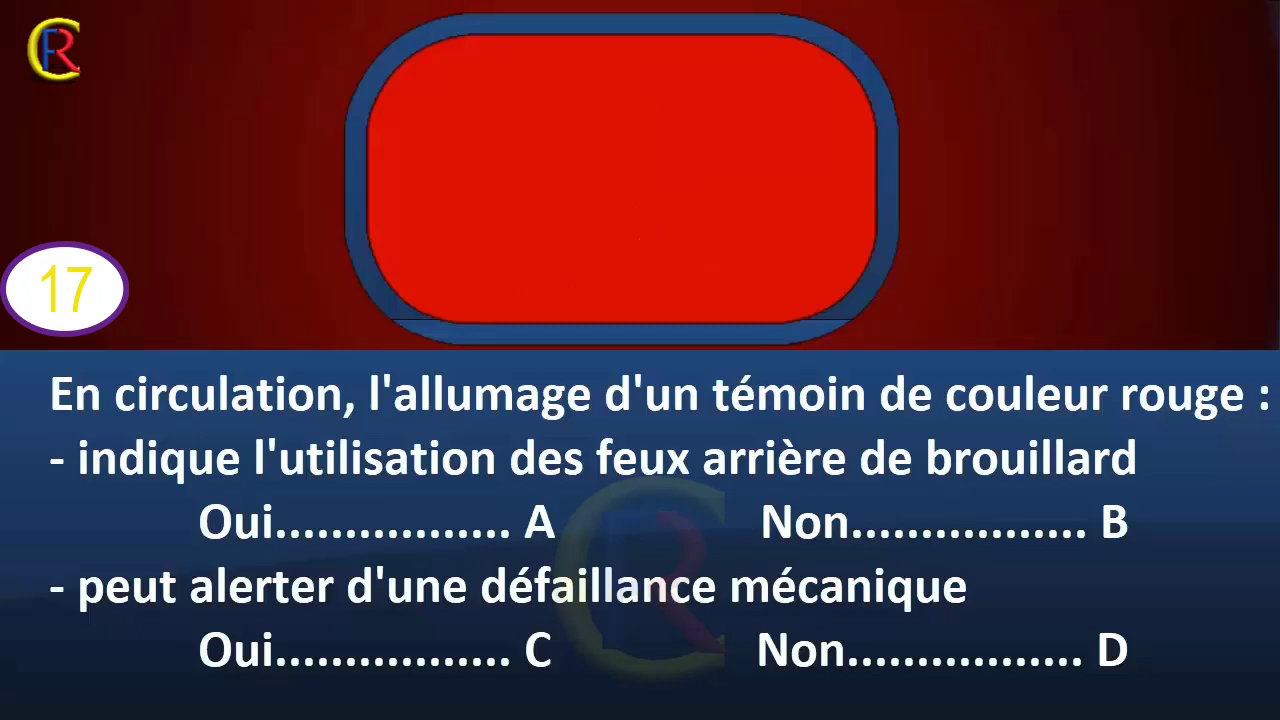 CFR
17
En circulation, l'allumage d'un témoin de couleur rouge :
- indique l'utilisation des feux arrière de brouillard
Oui................. A Non................. B
- peut alerter d'une défaillance mécanique
Oui................. C Non................. D